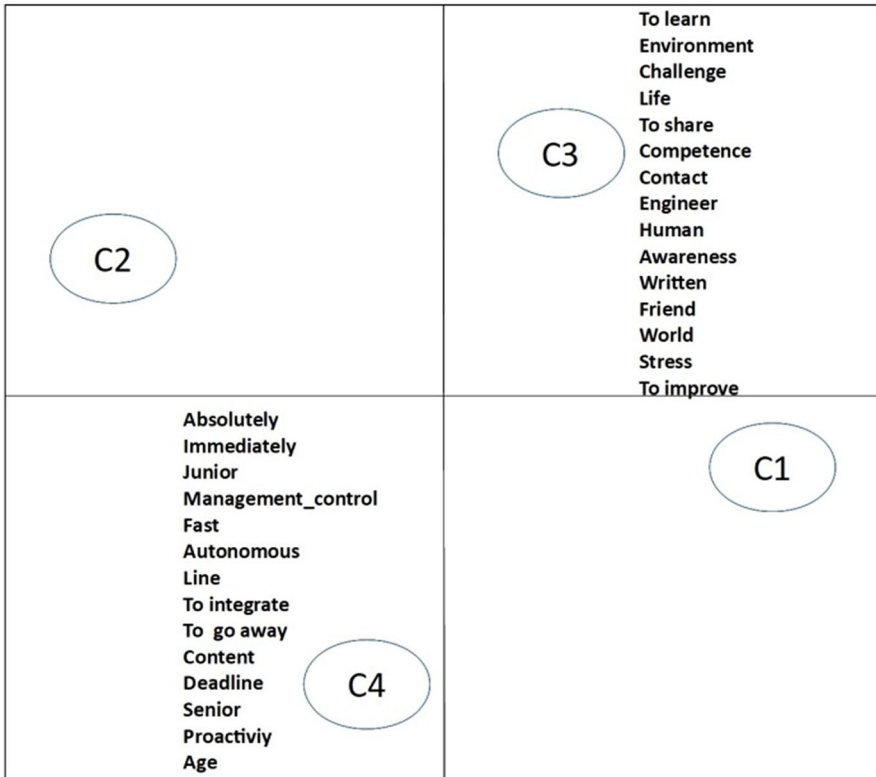 To learn
Environment
Challenge
Life
To share
C3
Competence
Contact
Engineer
Human
Awareness
Written
Friend
World
Stress
To improve
C2
Absolutely
Immediately
Junior
Management_control
Fast
Autonomous
Line
To integrate
To go away
Content
Deadline
Senior
Proactiviy
Age
C4
C1